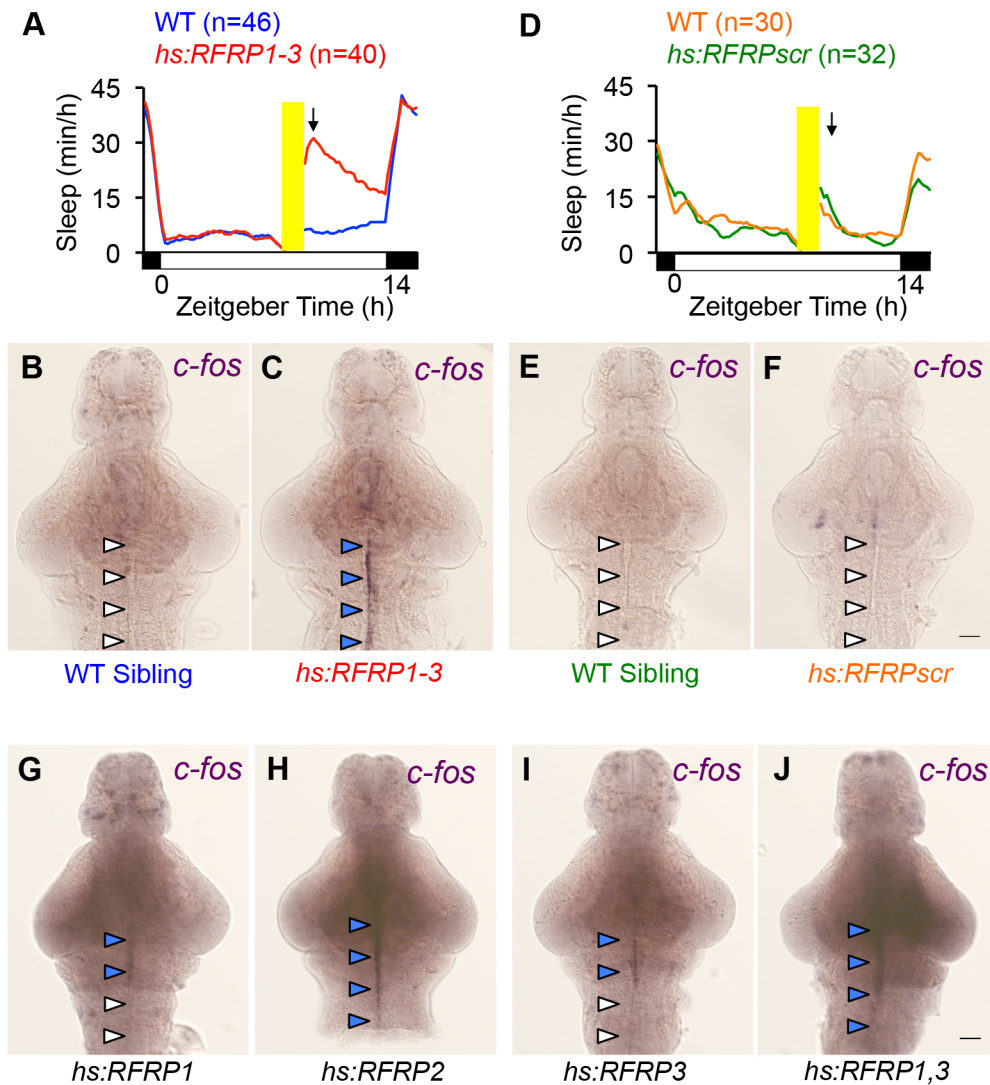 A
WT (n=46)
hs:RFRP1-3 (n=40)
Sleep (min/h)
45
30
15
0
0
14
Zeitgeber Time (h)
D
WT (n=30)
hs:RFRPscr (n=32)
Sleep (min/h)
45
30
15
0
0
14
Zeitgeber Time (h)
B
c-fos
C
c-fos
E
c-fos
F
c-fos
WT Sibling
hs:RFRP1-3
WT Sibling
hs:RFRPscr
G
c-fos
H
c-fos
I
c-fos
J
c-fos
hs:RFRP1
hs:RFRP2
hs:RFRP3
hs:RFRP1,3